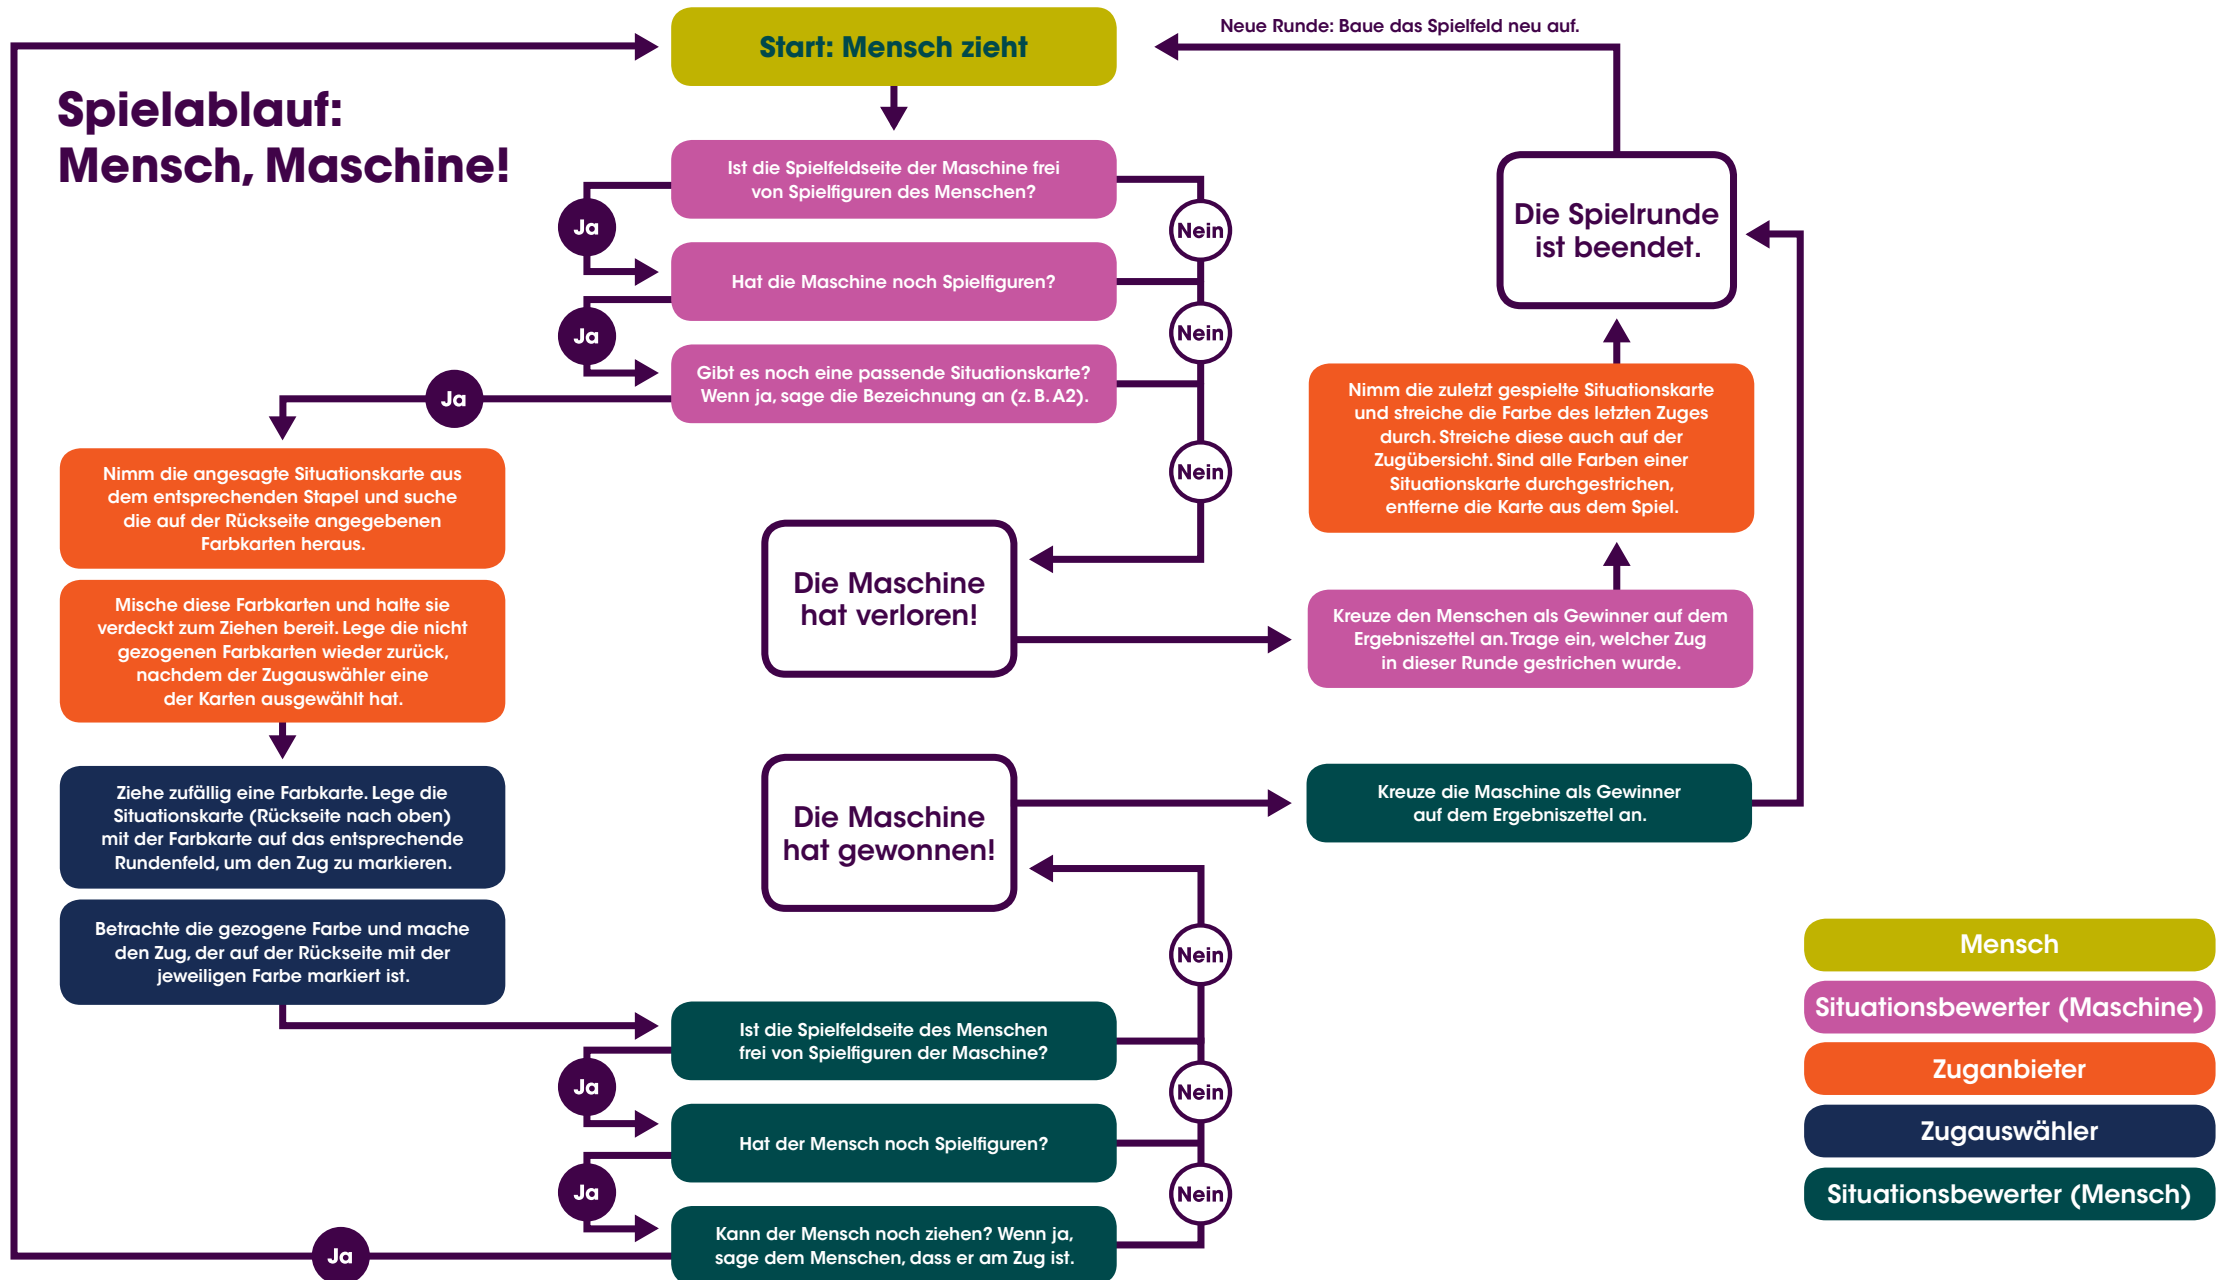 Neue Runde: Baue das Spielfeld neu auf.
Start: Mensch zieht
Spielablauf:
Mensch, Maschine!
Ist die Spielfeldseite der Maschine frei
von Spielfiguren des Menschen?
Ja
Nein
Hat die Maschine noch Spielfiguren?
Ja
Nein
Gibt es noch eine passende Situationskarte?
Wenn ja, sage die Bezeichnung an (z. B. A2).
Ja
Nein
Nimm die angesagte Situationskarte aus
dem entsprechenden Stapel und suche
die auf der Rückseite angegebenen
Farbkarten heraus.
Mische diese Farbkarten und halte sie
verdeckt zum Ziehen bereit. Lege die nicht
gezogenen Farbkarten wieder zurück,
nachdem der Zugauswähler eine
der Karten ausgewählt hat.
Ziehe zufällig eine Farbkarte. Lege die
Situationskarte (Rückseite nach oben)
mit der Farbkarte auf das entsprechende
Rundenfeld, um den Zug zu markieren.
Betrachte die gezogene Farbe und mache
den Zug, der auf der Rückseite mit der
jeweiligen Farbe markiert ist.
Die Maschine
hat verloren!
Kreuze den Menschen als Gewinner auf dem
Ergebniszettel an. Trage ein, welcher Zug
in dieser Runde gestrichen wurde.
Nimm die zuletzt gespielte Situationskarte
und streiche die Farbe des letzten Zuges
durch. Streiche diese auch auf der
Zugübersicht. Sind alle Farben einer
Situationskarte durchgestrichen,
entferne die Karte aus dem Spiel.
Die Spielrunde
ist beendet.
Die Maschine
hat gewonnen!
Kreuze die Maschine als Gewinner
auf dem Ergebniszettel an.
Nein
Ist die Spielfeldseite des Menschen
frei von Spielfiguren der Maschine?
Ja
Nein
Hat der Mensch noch Spielfiguren?
Ja
Nein
Kann der Mensch noch ziehen? Wenn ja,
sage dem Menschen, dass er am Zug ist.
Ja
Mensch
Situationsbewerter (Maschine)
Zuganbieter
Zugauswähler
Situationsbewerter (Mensch)